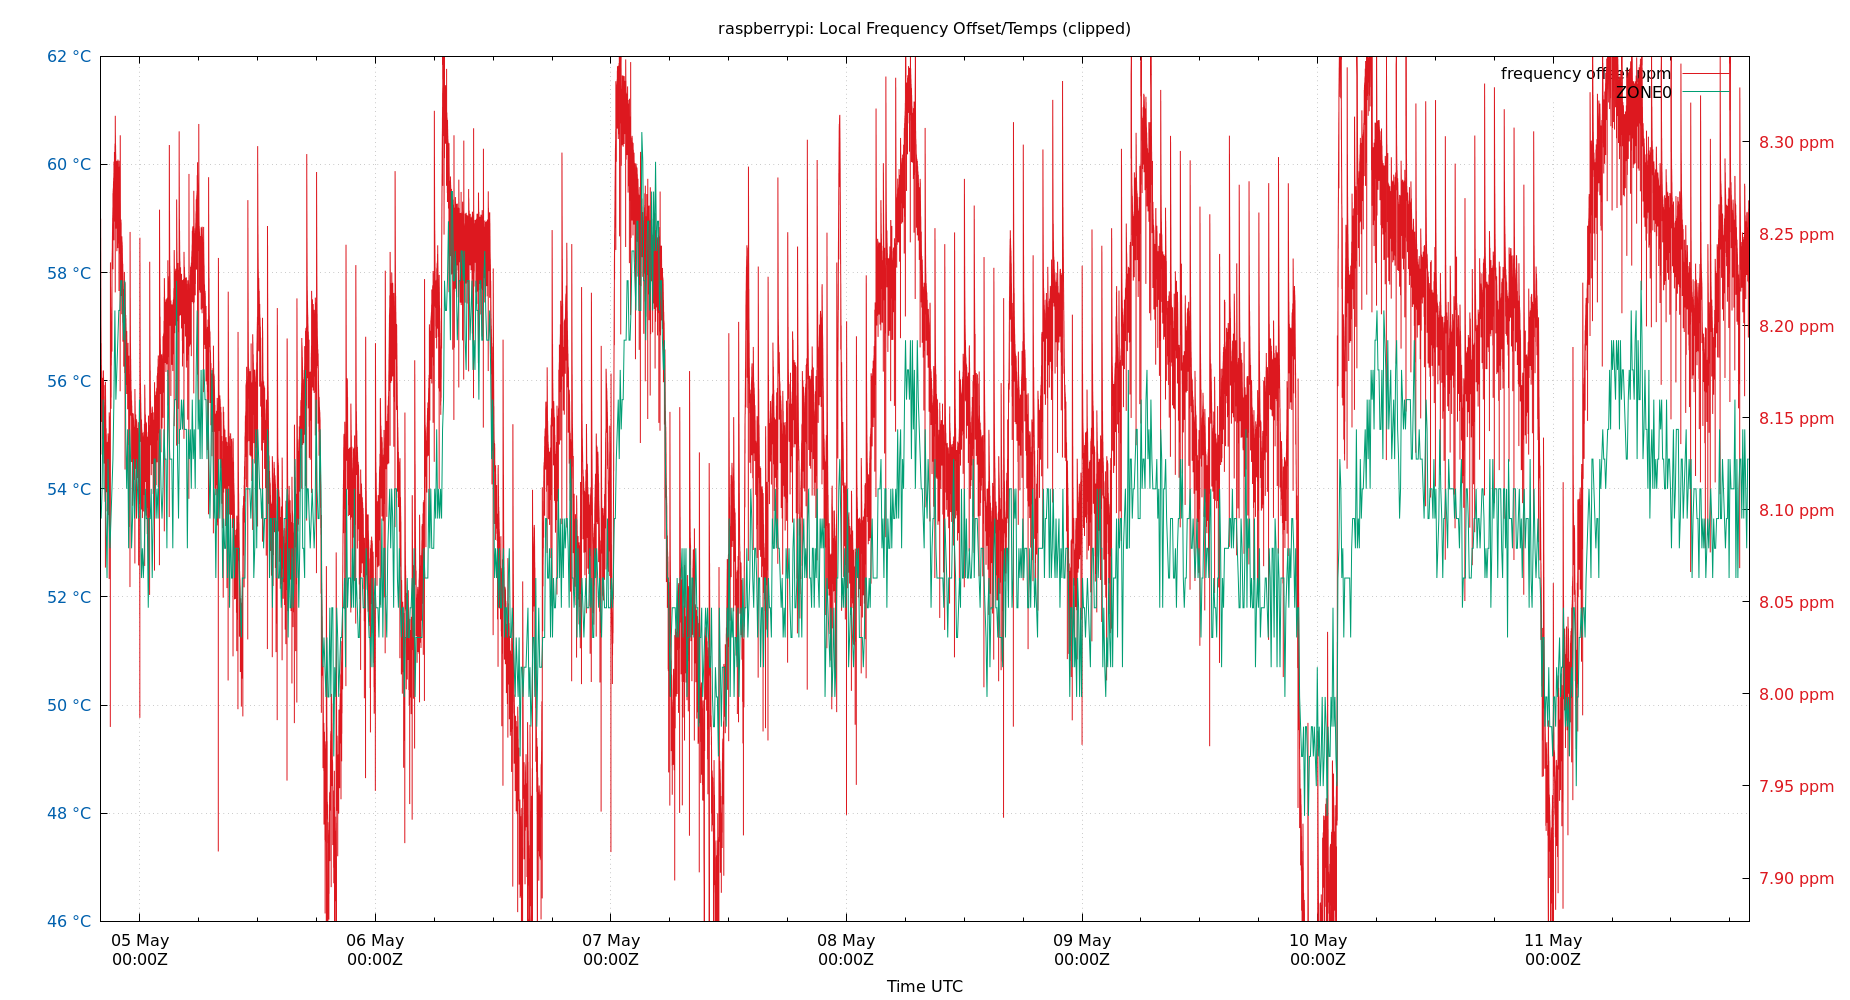 raspberrypi: Local Frequency Offset/Temps (clipped)
62 °C
60 °C
58 °C
56 °C
54 °C
52 °C
50 °C
48 °C
46 °C
frequency offset ppm
ZONE0
8.30 ppm
8.25 ppm
8.20 ppm
8.15 ppm
8.10 ppm
8.05 ppm
8.00 ppm
7.95 ppm
7.90 ppm
05 May 06 May 07 May 08 May 09 May 10 May 11 May
00:00Z 00:00Z 00:00Z 00:00Z 00:00Z 00:00Z 00:00Z
Time UTC